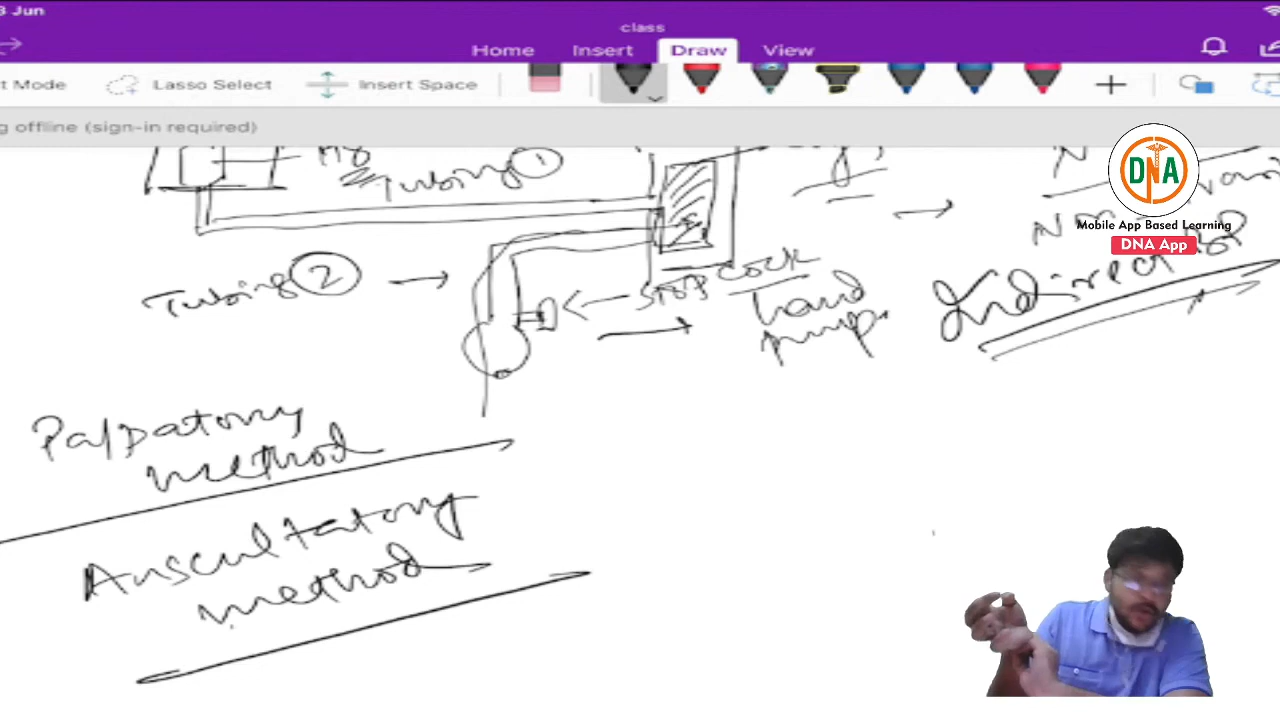 3 Jun
class
Home Insert Draw View
t Mode Lasso Select Insert Space
g offline (sign-in required)
DNA
Mobile App Based Learning
DNA App
Hg
Tubing 1
N
Tubing 2
Stop cock
hand
pump
Indirect
Palpatory
method
Auscultatory
method